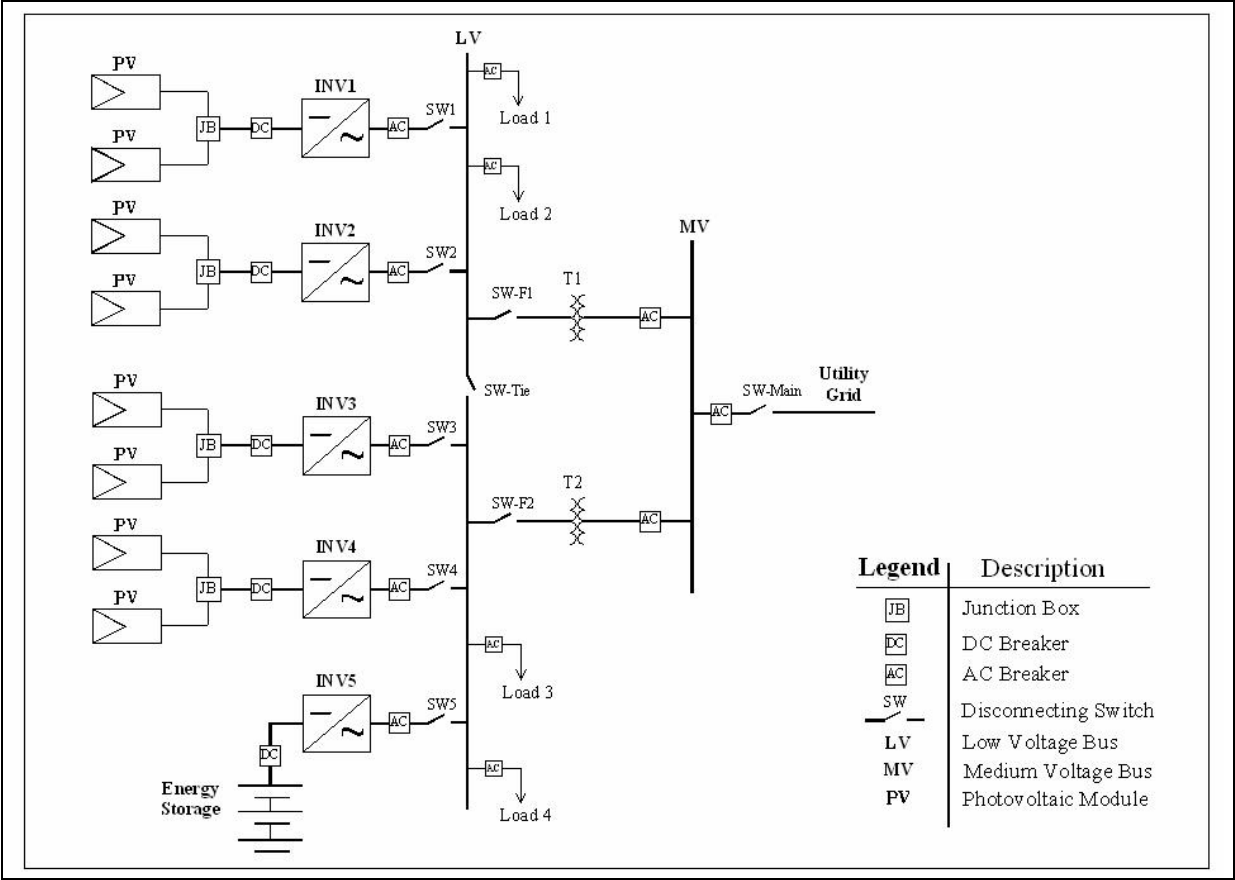 LV
PV
INV1
SW1
AC
Load 1
JB
DC
AC
PV
AC
Load 2
PV
INV2
SW2
MV
JB
DC
AC
PV
SW-F1
T1
AC
PV
SW-Tie
Utility
Grid
SW-Main
AC
INV3
SW3
JB
DC
AC
PV
T2
SW-F2
AC
PV
INV4
SW4
JB
DC
AC
PV
AC
Load 3
INV5
SW5
AC
DC
AC
Load 4
Energy
Storage
Legend Description
JB Junction Box
DC DC Breaker
AC AC Breaker
SW Disconnecting Switch
LV Low Voltage Bus
MV Medium Voltage Bus
PV Photovoltaic Module